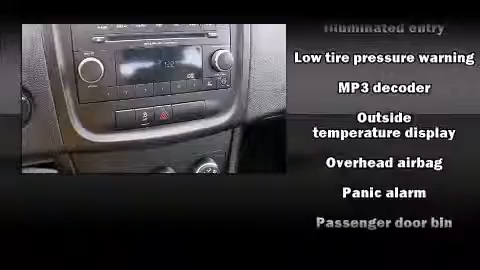 Illuminated entry
Low tire pressure warning
MP3 decoder
Outside
temperature display
Overhead airbag
Panic alarm
Passenger door bin